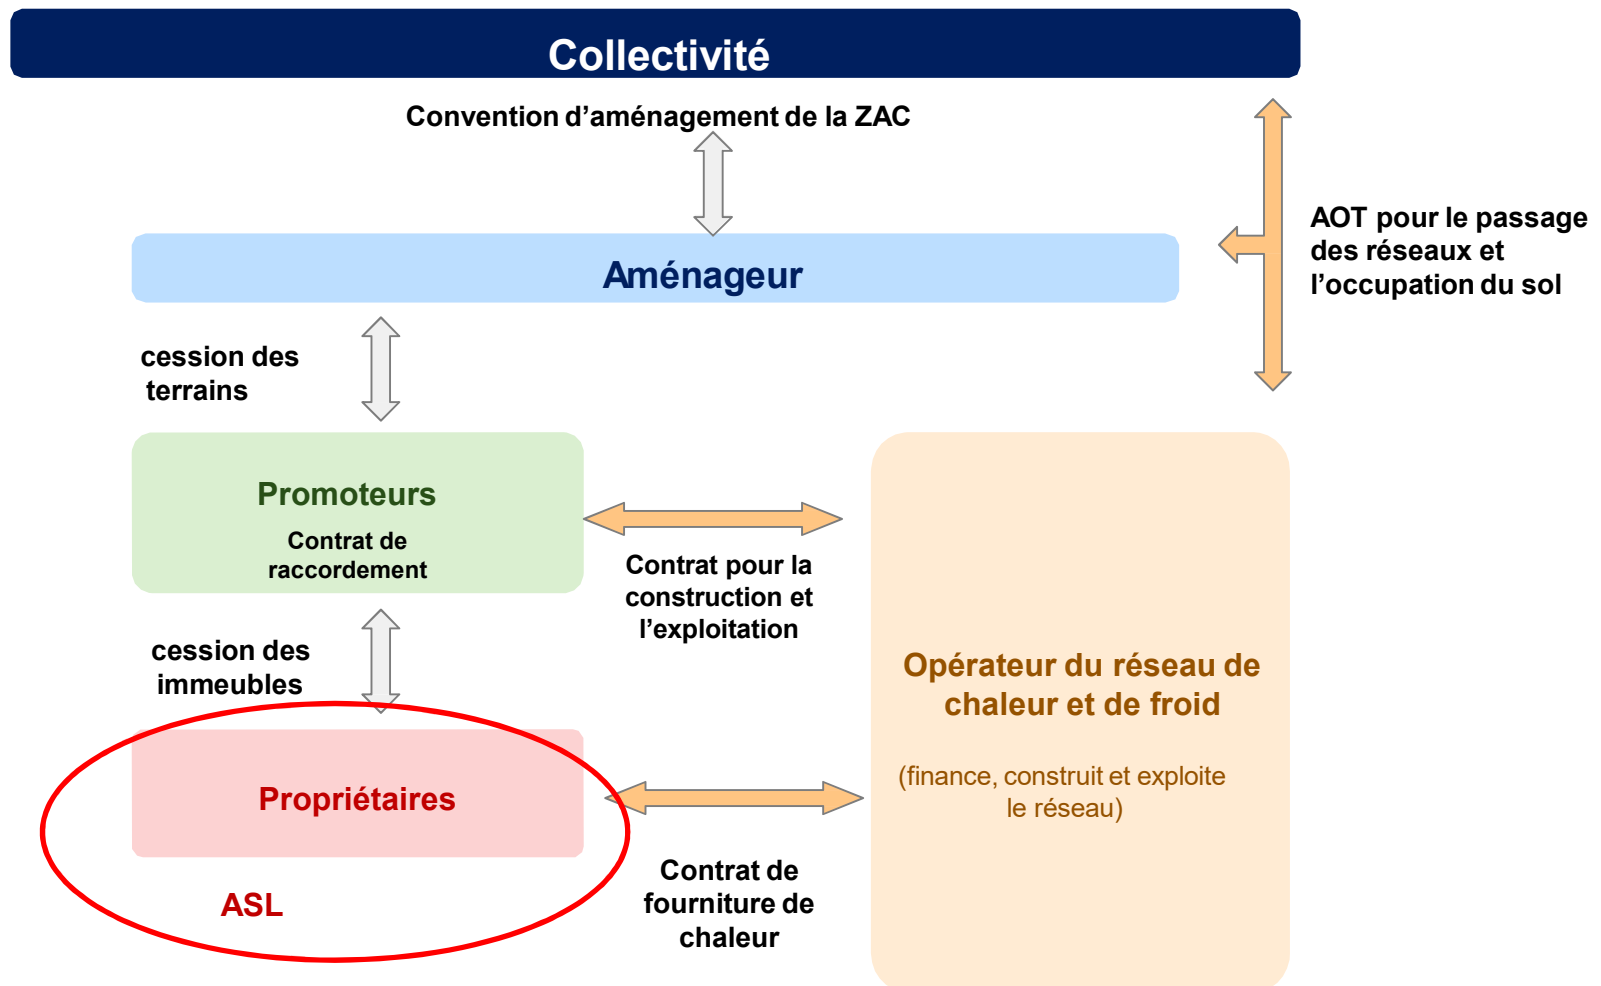 Collectivité
Convention d’aménagement de la ZAC
AOT pour le passage
des réseaux et
l’occupation du sol
Aménageur
cession des
terrains
Promoteurs
Contrat de
raccordement
Contrat pour la
construction et
l’exploitation
cession des
immeubles
Opérateur du réseau de
chaleur et de froid
(finance, construit et exploite
le réseau)
Propriétaires
ASL
Contrat de
fourniture de
chaleur